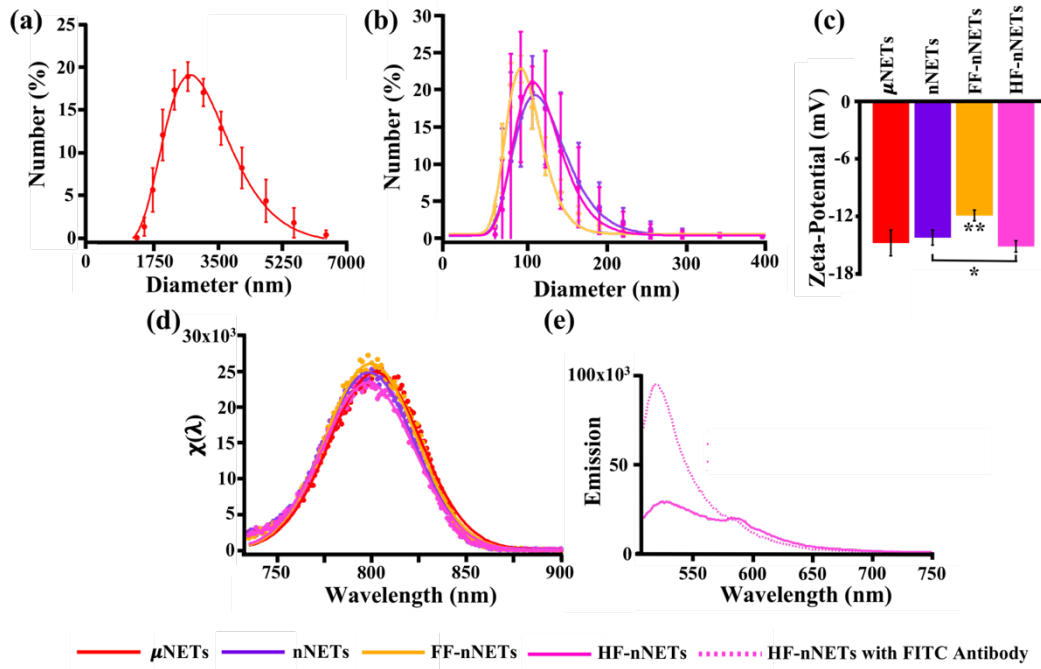 (a)
Number (%)
25
20
15
10
5
0
0
1750
3500
5250
7000
Diameter (nm)
(b)
Number (%)
30
25
20
15
10
5
0
0
100
200
300
400
Diameter (nm)
(c)
μNETs
nNETs
FF-nNETs
HF-nNETs
Zeta-Potential (mV)
0
-6
-12
-18
**
*
(d)
χ(λ)
30x10³
25
20
15
10
5
0
750
800
850
900
Wavelength (nm)
(e)
Emission
100x10³
50
0
550
600
650
700
750
Wavelength (nm)
μNETs
nNETs
FF-nNETs
HF-nNETs
HF-nNETs with FITC Antibody